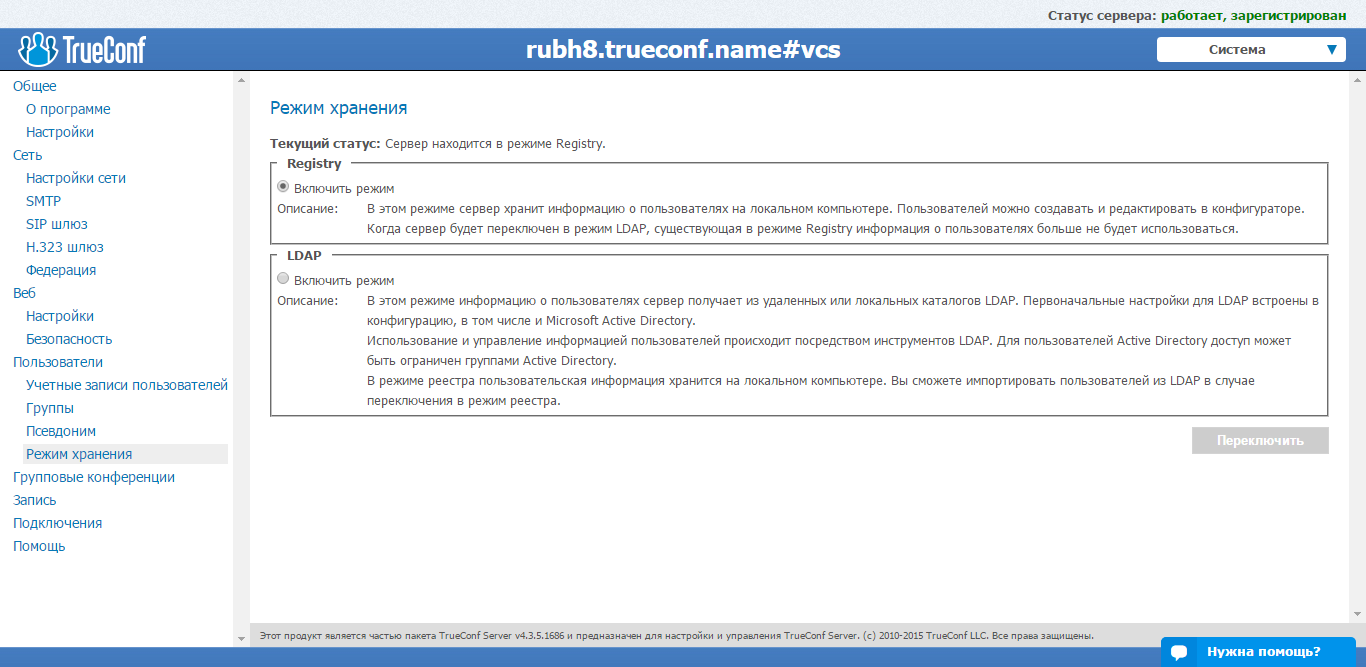 Статус сервера: работает, зарегистрирован
TrueConf
rubh8.trueconf.name#vcs
Система
Общее
О программе
Настройки
Сеть
Настройки сети
SMTP
SIP шлюз
H.323 шлюз
Федерация
Веб
Настройки
Безопасность
Пользователи
Учетные записи пользователей
Группы
Псевдоним
Режим хранения
Групповые конференции
Запись
Подключения
Помощь
Режим хранения
Текущий статус: Сервер находится в режиме Registry.
Registry
Включить режим
Описание: В этом режиме сервер хранит информацию о пользователях на локальном компьютере. Пользователей можно создавать и редактировать в конфигураторе.
Когда сервер будет переключен в режим LDAP, существующая в режиме Registry информация о пользователях больше не будет использоваться.
LDAP
Включить режим
Описание: В этом режиме информацию о пользователях сервер получает из удаленных или локальных каталогов LDAP. Первоначальные настройки для LDAP встроены в
конфигурацию, в том числе и Microsoft Active Directory.
Использование и управление информацией пользователей происходит посредством инструментов LDAP. Для пользователей Active Directory доступ может
быть ограничен группами Active Directory.
В режиме реестра пользовательская информация хранится на локальном компьютере. Вы сможете импортировать пользователей из LDAP в случае
переключения в режим реестра.
Переключить
Этот продукт является частью пакета TrueConf Server v4.3.5.1686 и предназначен для настройки и управления TrueConf Server. (c) 2010-2015 TrueConf LLC. Все права защищены.
Нужна помощь?